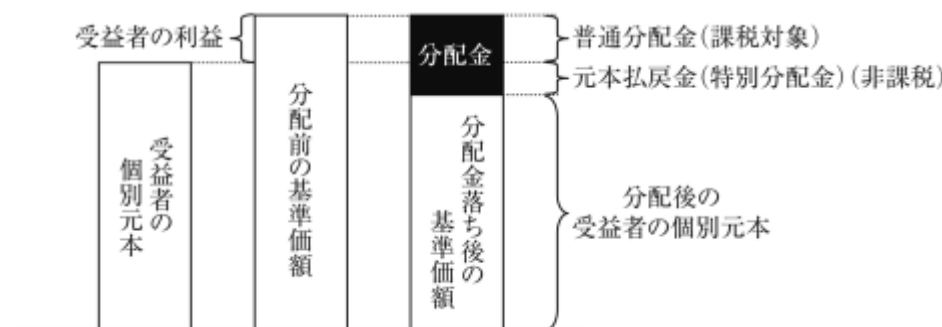 受益者の利益
分配金
普通分配金(課税対象)
元本払戻金(特別分配金)(非課税)
受益者の
個別元本
分配前の基準価額
分配金落ち後の
基準価額
分配後の
受益者の個別元本